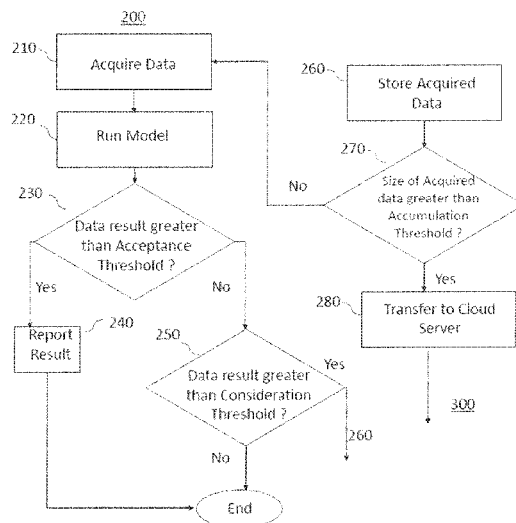 200
210
Acquire Data
220
Run Model
230
Data result greater
than Acceptance
Threshold ?
Yes
No
240
Report
Result
250
Data result greater
than Consideration
Threshold ?
Yes
260
No
End
260
Store Acquired
Data
270
Size of Acquired
data greater than
Accumulation
Threshold ?
No
Yes
280
Transfer to Cloud
Server
300